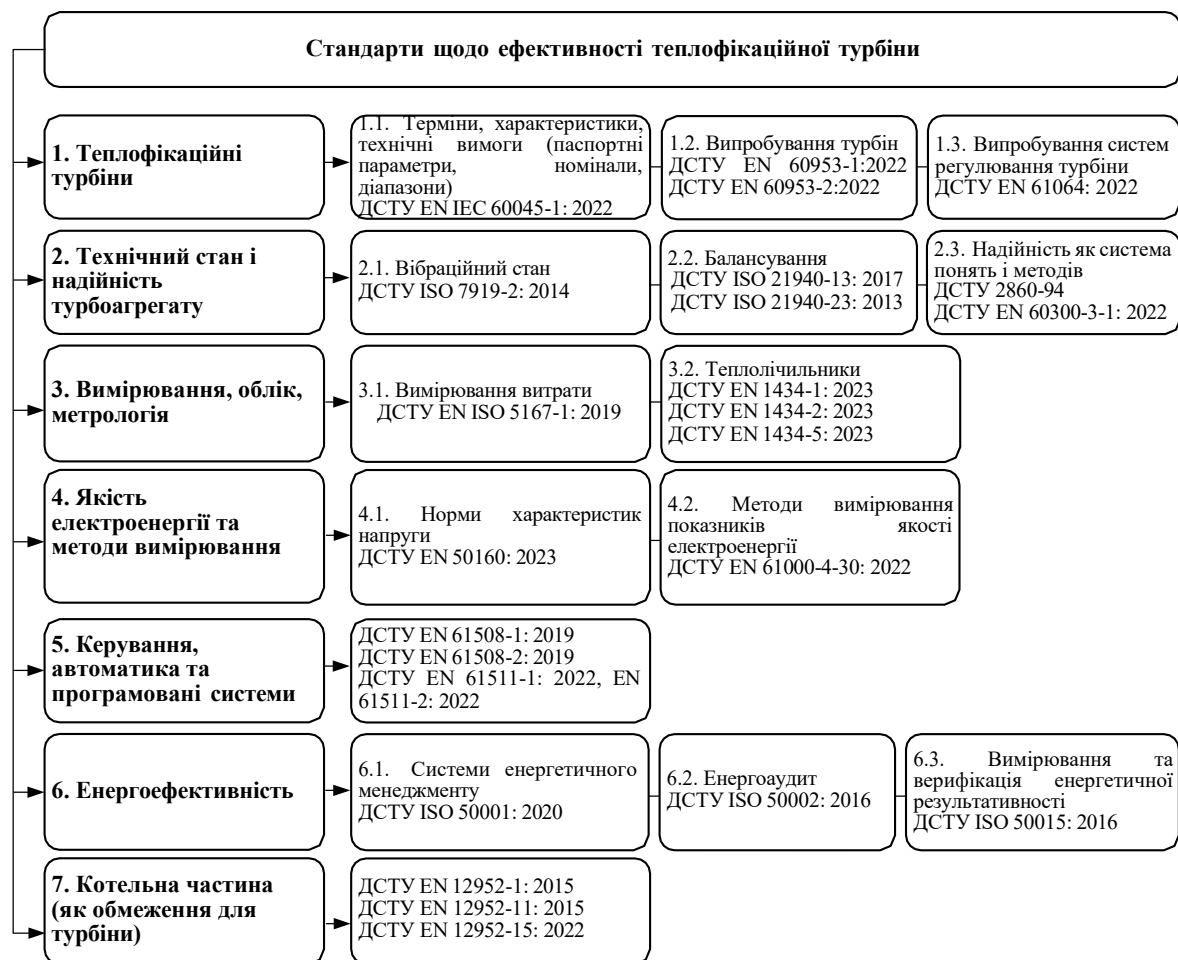 Стандарти щодо ефективності теплофікаційної турбіни
1. Теплофікаційні
турбіни
1.1. Терміни, характеристики,
технічні вимоги (паспортні
параметри, номінали,
діапазони)
ДСТУ EN IEC 60045-1: 2022
1.2. Випробування турбін
ДСТУ EN 60953-1:2022
ДСТУ EN 60953-2:2022
1.3. Випробування систем
регулювання турбіни
ДСТУ EN 61064: 2022
2. Технічний стан і
надійність
турбоагрегату
2.1. Вібраційний стан
ДСТУ ISO 7919-2: 2014
2.2. Балансування
ДСТУ ISO 21940-13: 2017
ДСТУ ISO 21940-23: 2013
2.3. Надійність як система
понять і методів
ДСТУ 2860-94
ДСТУ EN 60300-3-1: 2022
3. Вимірювання, облік,
метрологія
3.1. Вимірювання витрати
ДСТУ EN ISO 5167-1: 2019
3.2. Теплолічильники
ДСТУ EN 1434-1: 2023
ДСТУ EN 1434-2: 2023
ДСТУ EN 1434-5: 2023
4. Якість
електроенергії та
методи вимірювання
4.1. Норми характеристик
напруги
ДСТУ EN 50160: 2023
4.2. Методи вимірювання
показників якості
електроенергії
ДСТУ EN 61000-4-30: 2022
5. Керування,
автоматика та
програмовані системи
ДСТУ EN 61508-1: 2019
ДСТУ EN 61508-2: 2019
ДСТУ EN 61511-1: 2022, EN
61511-2: 2022
6. Енергоефективність
6.1. Системи енергетичного
менеджменту
ДСТУ ISO 50001: 2020
6.2. Енергоаудит
ДСТУ ISO 50002: 2016
6.3. Вимірювання та
верифікація енергетичної
результативності
ДСТУ ISO 50015: 2016
7. Котельна частина
(як обмеження для
турбіни)
ДСТУ EN 12952-1: 2015
ДСТУ EN 12952-11: 2015
ДСТУ EN 12952-15: 2022